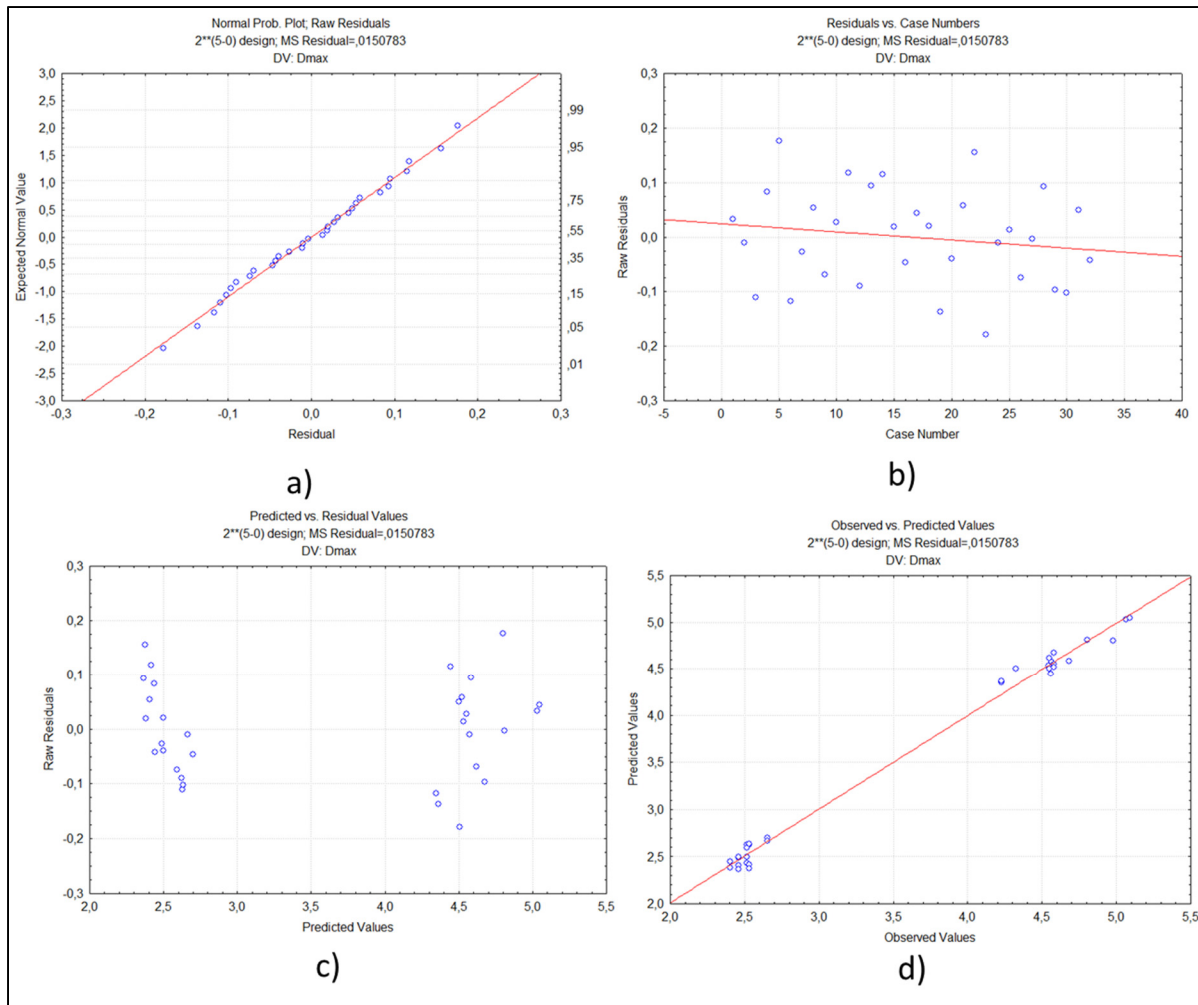 Normal Prob. Plot; Raw Residuals
2**(5-0) design; MS Residual=,0150783
DV: Dmax
3,0
2,5
2,0
1,5
1,0
0,5
0,0
-0,5
-1,0
-1,5
-2,0
-2,5
-3,0
Expected Normal Value
,99
,95
,75
,55
,35
,15
,05
,01
-0,3 -0,2 -0,1 0,0 0,1 0,2 0,3
Residual
a)
Residuals vs. Case Numbers
2**(5-0) design; MS Residual=,0150783
DV: Dmax
0,3
0,2
0,1
0,0
-0,1
-0,2
-0,3
Raw Residuals
-5 0 5 10 15 20 25 30 35 40
Case Number
b)
Predicted vs. Residual Values
2**(5-0) design; MS Residual=,0150783
DV: Dmax
0,3
0,2
0,1
0,0
-0,1
-0,2
-0,3
Raw Residuals
2,0 2,5 3,0 3,5 4,0 4,5 5,0 5,5
Predicted Values
c)
Observed vs. Predicted Values
2**(5-0) design; MS Residual=,0150783
DV: Dmax
5,5
5,0
4,5
4,0
3,5
3,0
2,5
2,0
Predicted Values
2,0 2,5 3,0 3,5 4,0 4,5 5,0 5,5
Observed Values
d)